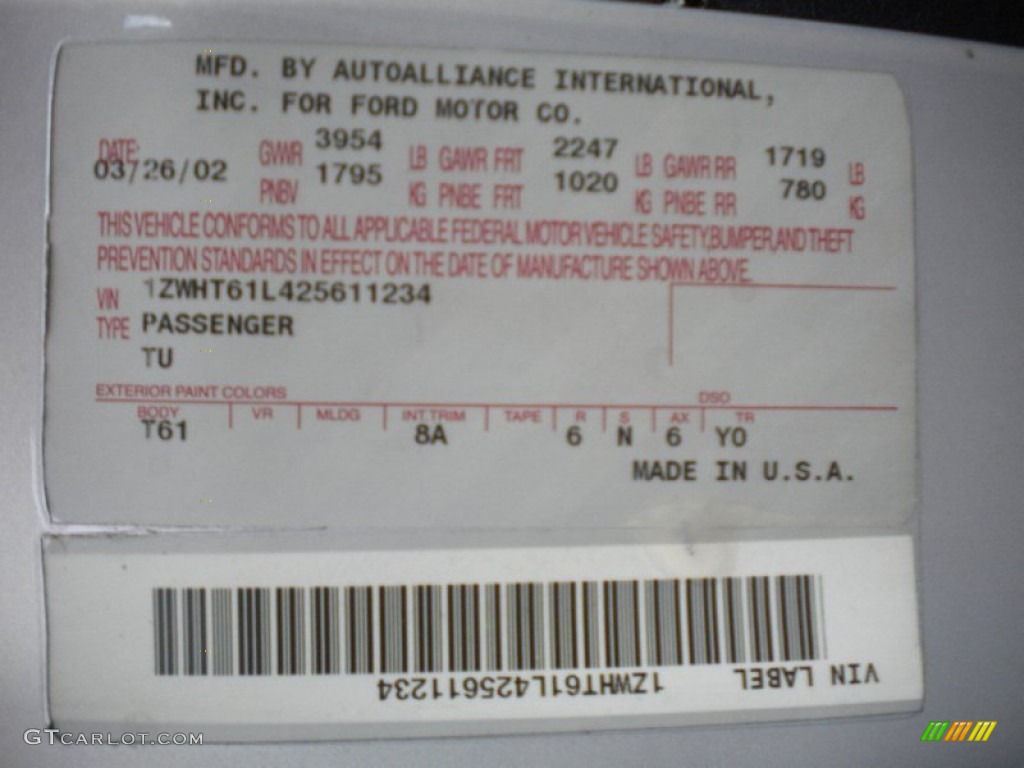 MFD. BY AUTOALLIANCE INTERNATIONAL,
INC. FOR FORD MOTOR CO.
DATE: 03/26/02 GVWR 3954 LB GAWR FRT 2247 LB GAWR RR 1719 LB
PNBV 1795 KG PNBE FRT 1020 KG PNBE RR 780 KG
THIS VEHICLE CONFORMS TO ALL APPLICABLE FEDERAL MOTOR VEHICLE SAFETY, BUMPER, AND THEFT
PREVENTION STANDARDS IN EFFECT ON THE DATE OF MANUFACTURE SHOWN ABOVE.
VIN 1ZWHT61L425611234
TYPE PASSENGER
TU
EXTERIOR PAINT COLORS DSO
BODY VR MLDG INT.TRIM TAPE R S AX TR
T61 8A 6 N 6 Y0
MADE IN U.S.A.
VIN LABEL 1ZWHT61L425611234
GTCARLOT.COM